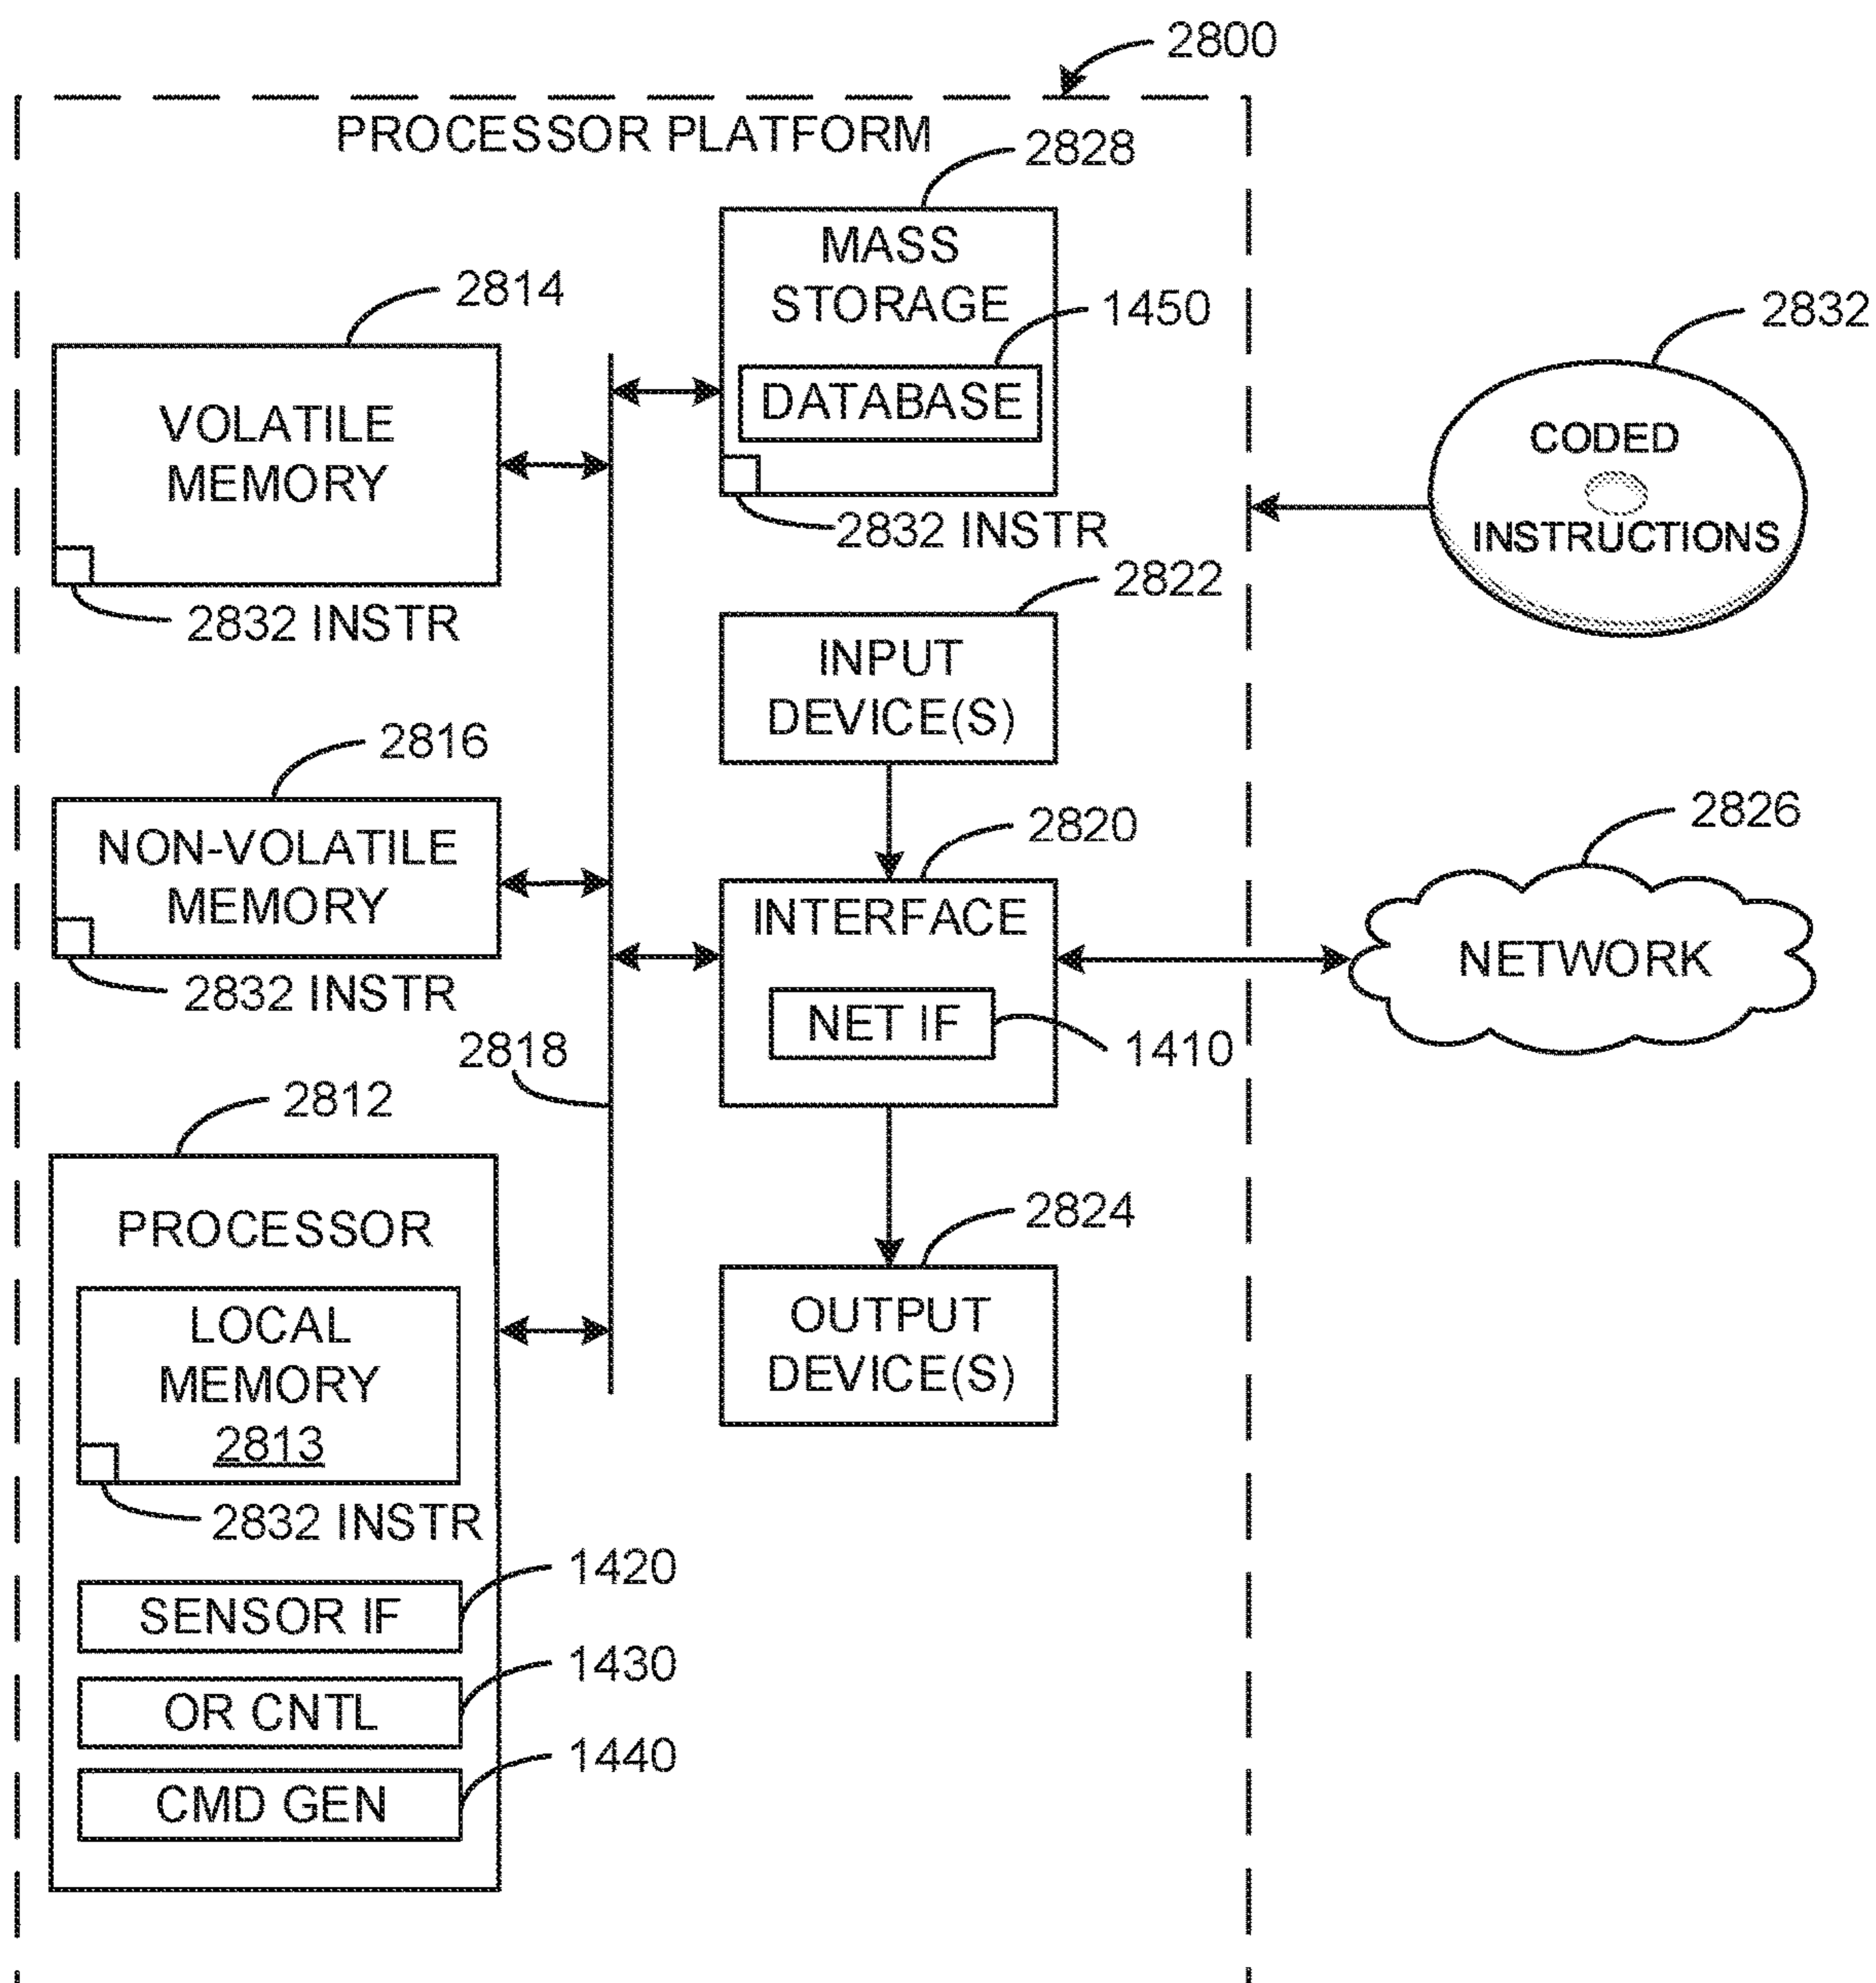 2800
PROCESSOR PLATFORM
2828
MASS
STORAGE
1450
DATABASE
2832 INSTR
2814
VOLATILE
MEMORY
2832 INSTR
2832
CODED
INSTRUCTIONS
2822
INPUT
DEVICE(S)
2816
NON-VOLATILE
MEMORY
2832 INSTR
2820
INTERFACE
NET IF
1410
2826
NETWORK
2818
2812
PROCESSOR
LOCAL
MEMORY
2813
2832 INSTR
1420
SENSOR IF
1430
OR CNTL
1440
CMD GEN
2824
OUTPUT
DEVICE(S)